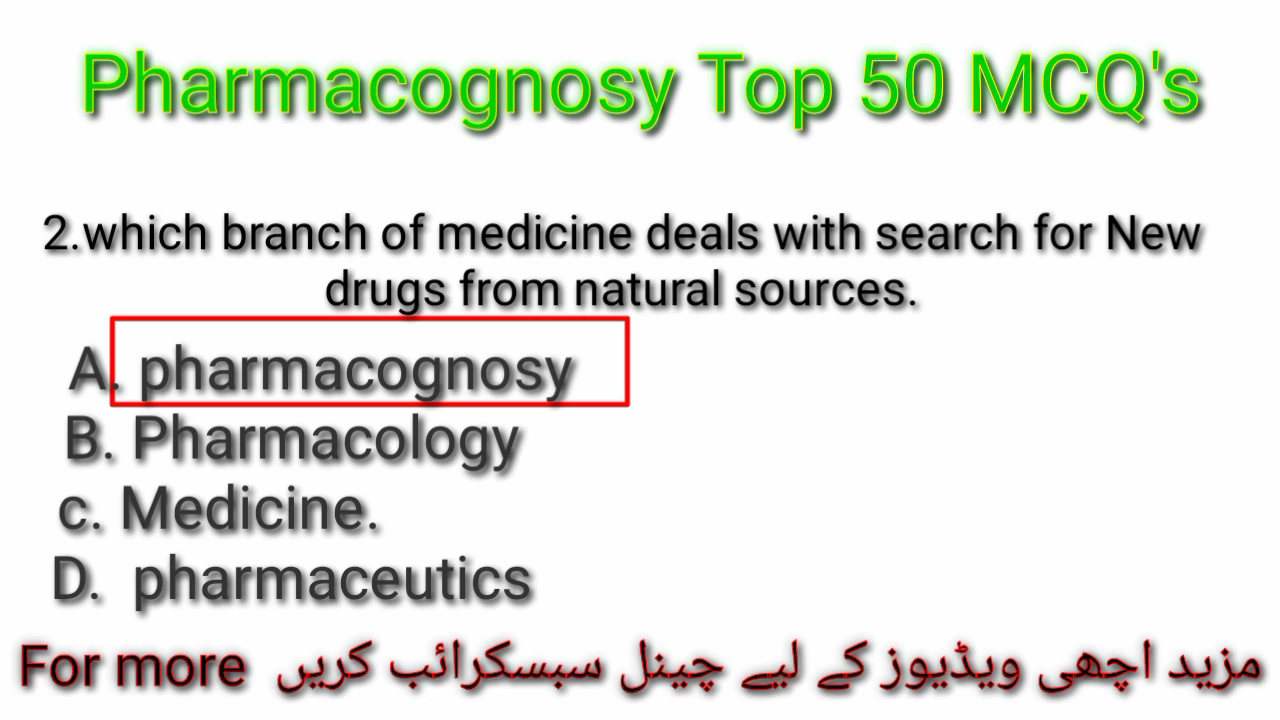 Pharmacognosy Top 50 MCQ's
2.which branch of medicine deals with search for New
drugs from natural sources.
A. pharmacognosy
B. Pharmacology
c. Medicine.
D. pharmaceutics
For more مزید اچھی ویڈیوز کے لیے چینل سبسکرائب کریں